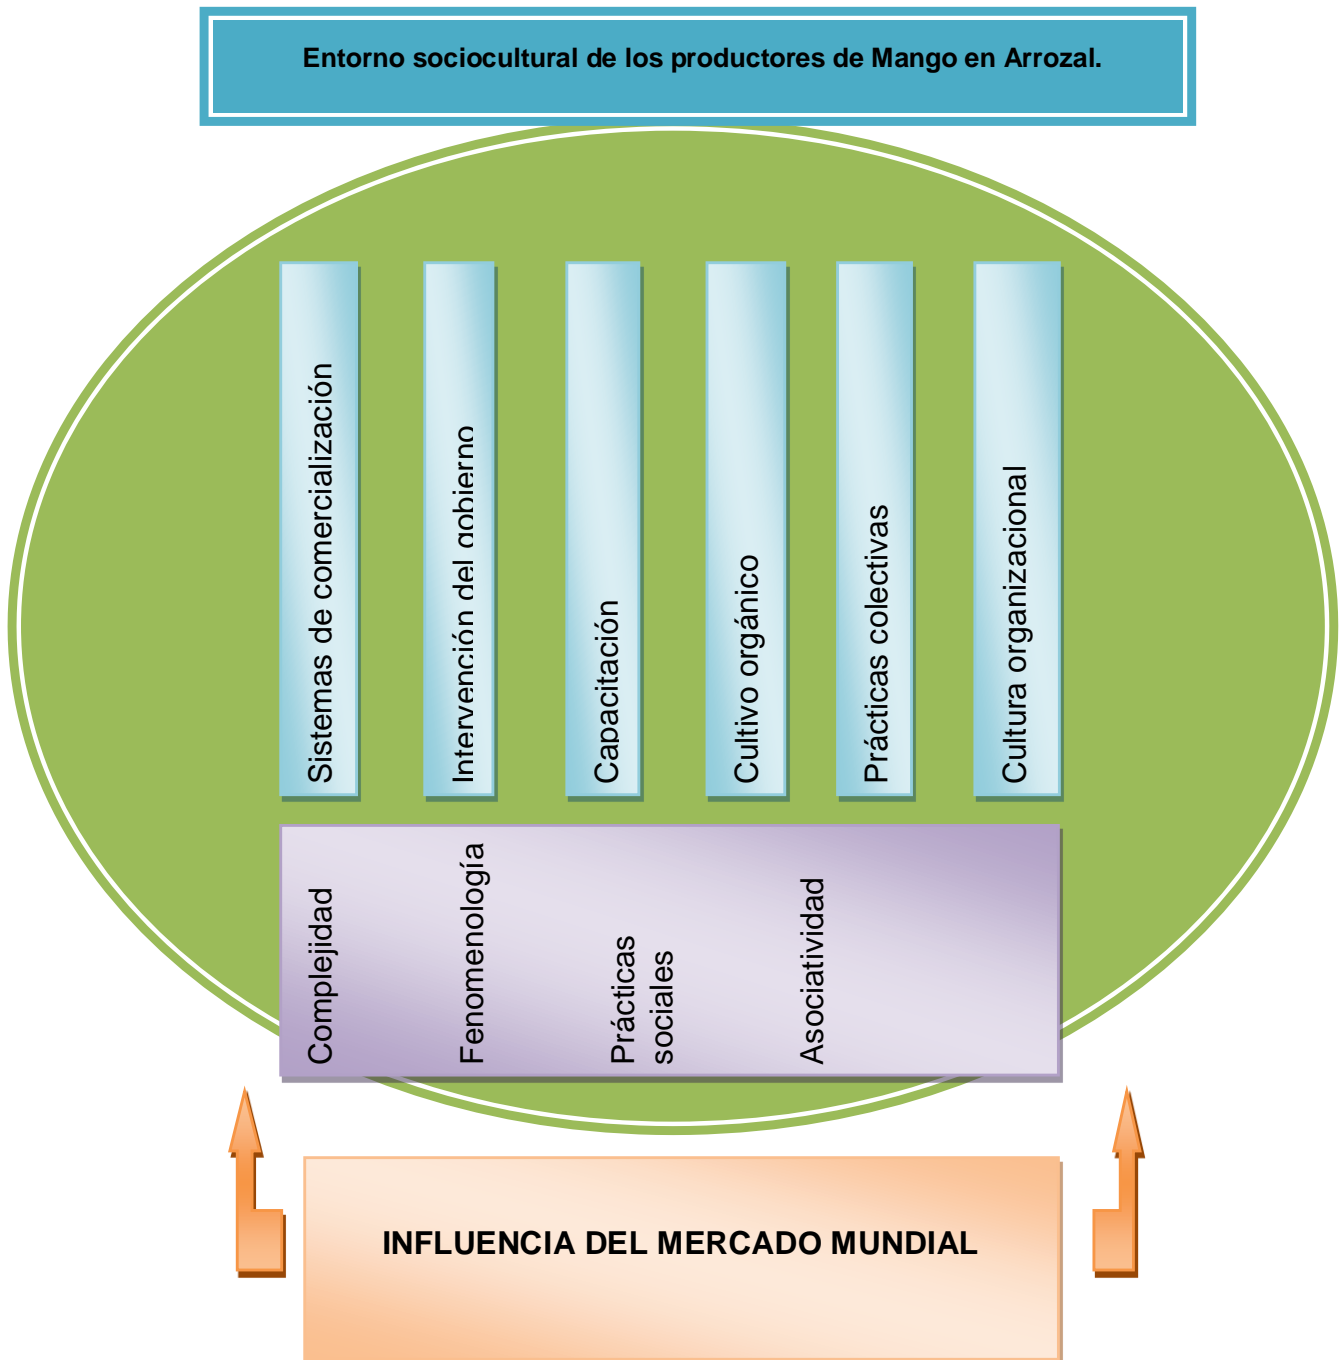 Entorno sociocultural de los productores de Mango en Arrozal.
Sistemas de comercialización
Intervención del gobierno
Capacitación
Cultivo orgánico
Prácticas colectivas
Cultura organizacional
Complejidad
Fenomenología
Prácticas
sociales
Asociatividad
INFLUENCIA DEL MERCADO MUNDIAL